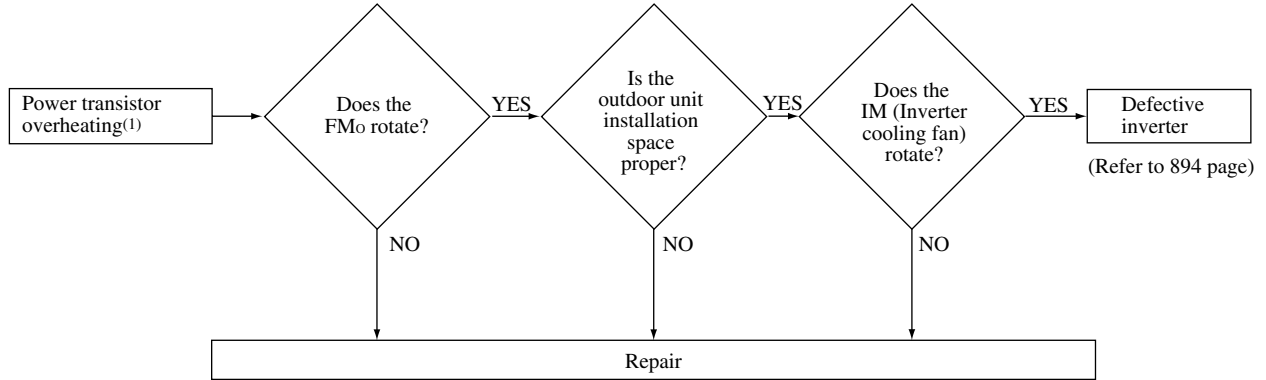 Power transistor
overheating(1)
Does the
FMo rotate?
YES
Is the
outdoor unit
installation
space
proper?
YES
Does the
IM (Inverter
cooling fan)
rotate?
YES
Defective
inverter
(Refer to 894 page)
NO
NO
NO
Repair